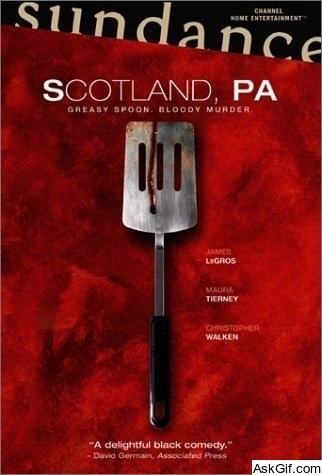 sundance
CHANNEL
HOME ENTERTAINMENT™
SCOTLAND, PA
GREASY SPOON. BLOODY MURDER.
JAMES
LEGROS
MAURA
TIERNEY
CHRISTOPHER
WALKEN
"A delightful black comedy."
– David Germain, Associated Press
AskGif.com